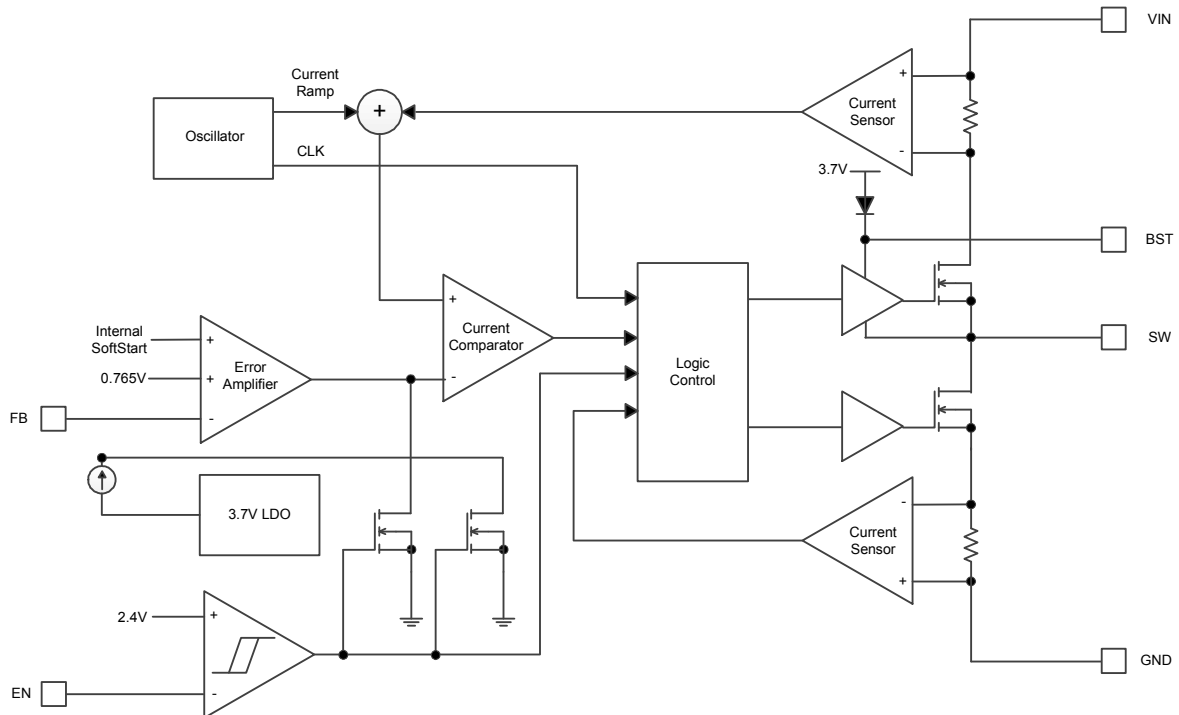 VIN
Current
Ramp
+
Oscillator
+
Current
Sensor
-
CLK
3.7V
BST
+
Current
Comparator
-
Internal
SoftStart
+
Error
Amplifier
0.765V
+
FB
-
Logic
Control
SW
3.7V LDO
-
Current
Sensor
+
2.4V
+
EN
-
GND